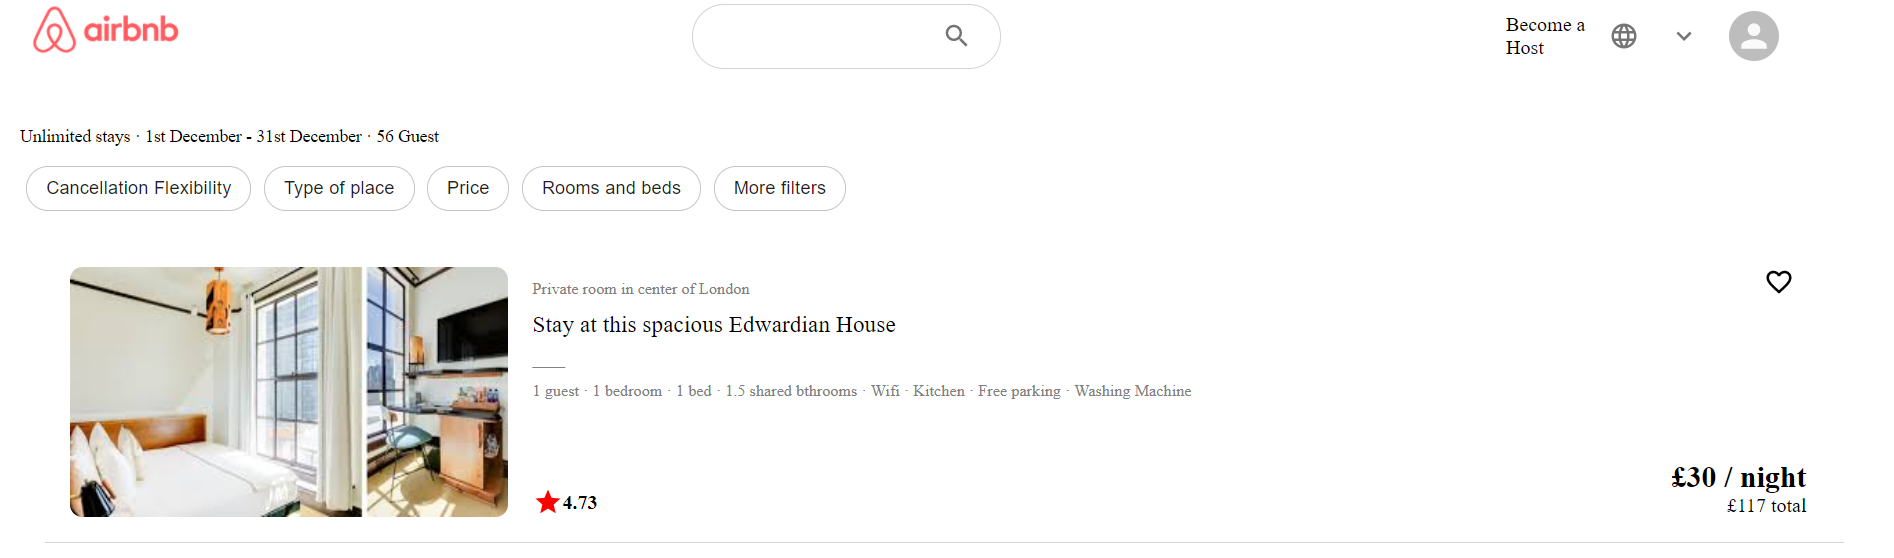 airbnb
Become a
Host
Unlimited stays · 1st December - 31st December · 56 Guest
Cancellation Flexibility
Type of place
Price
Rooms and beds
More filters
Private room in center of London
Stay at this spacious Edwardian House
1 guest · 1 bedroom · 1 bed · 1.5 shared bthrooms · Wifi · Kitchen · Free parking · Washing Machine
4.73
£30 / night
£117 total